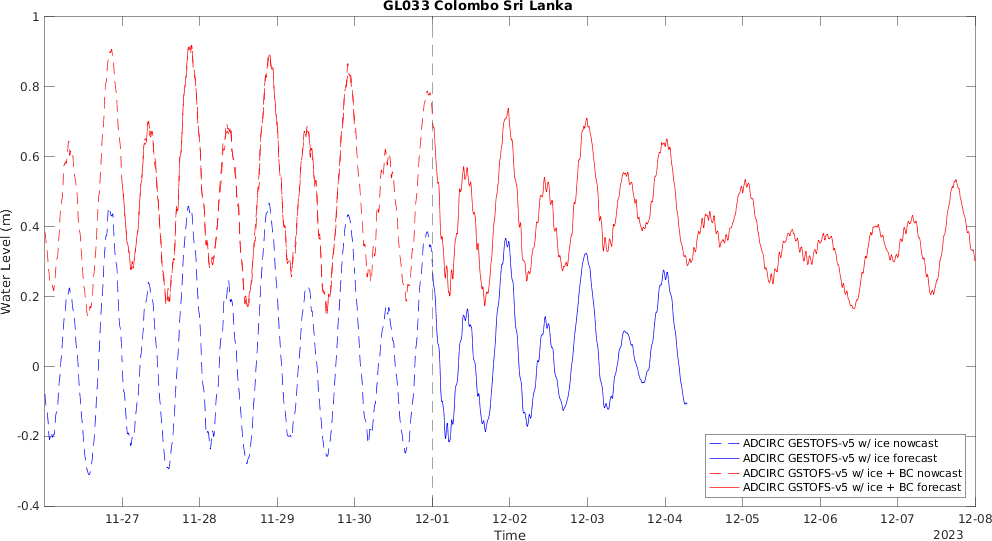 GL033 Colombo Sri Lanka
1
0.8
0.6
0.4
0.2
0
-0.2
-0.4
Water Level (m)
ADCIRC GESTOFS-v5 w/ ice nowcast
ADCIRC GESTOFS-v5 w/ ice forecast
ADCIRC GSTOFS-v5 w/ ice + BC nowcast
ADCIRC GSTOFS-v5 w/ ice + BC forecast
11-27 11-28 11-29 11-30 12-01 12-02 12-03 12-04 12-05 12-06 12-07 12-08
Time
2023